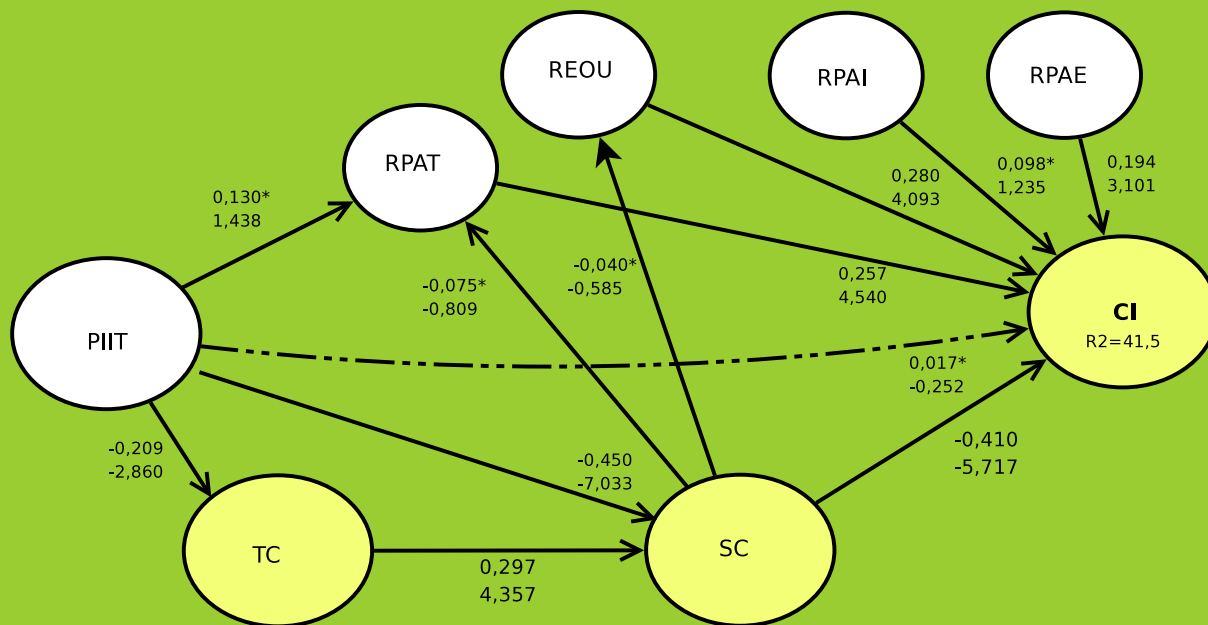 REOU
RPAI
RPAE
RPAT
0,130*
1,438
0,280
4,093
0,098*
1,235
0,194
3,101
-0,075*
-0,809
-0,040*
-0,585
0,257
4,540
CI
R2=41,5
PIIT
0,017*
-0,252
-0,209
-2,860
-0,450
-7,033
-0,410
-5,717
TC
SC
0,297
4,357